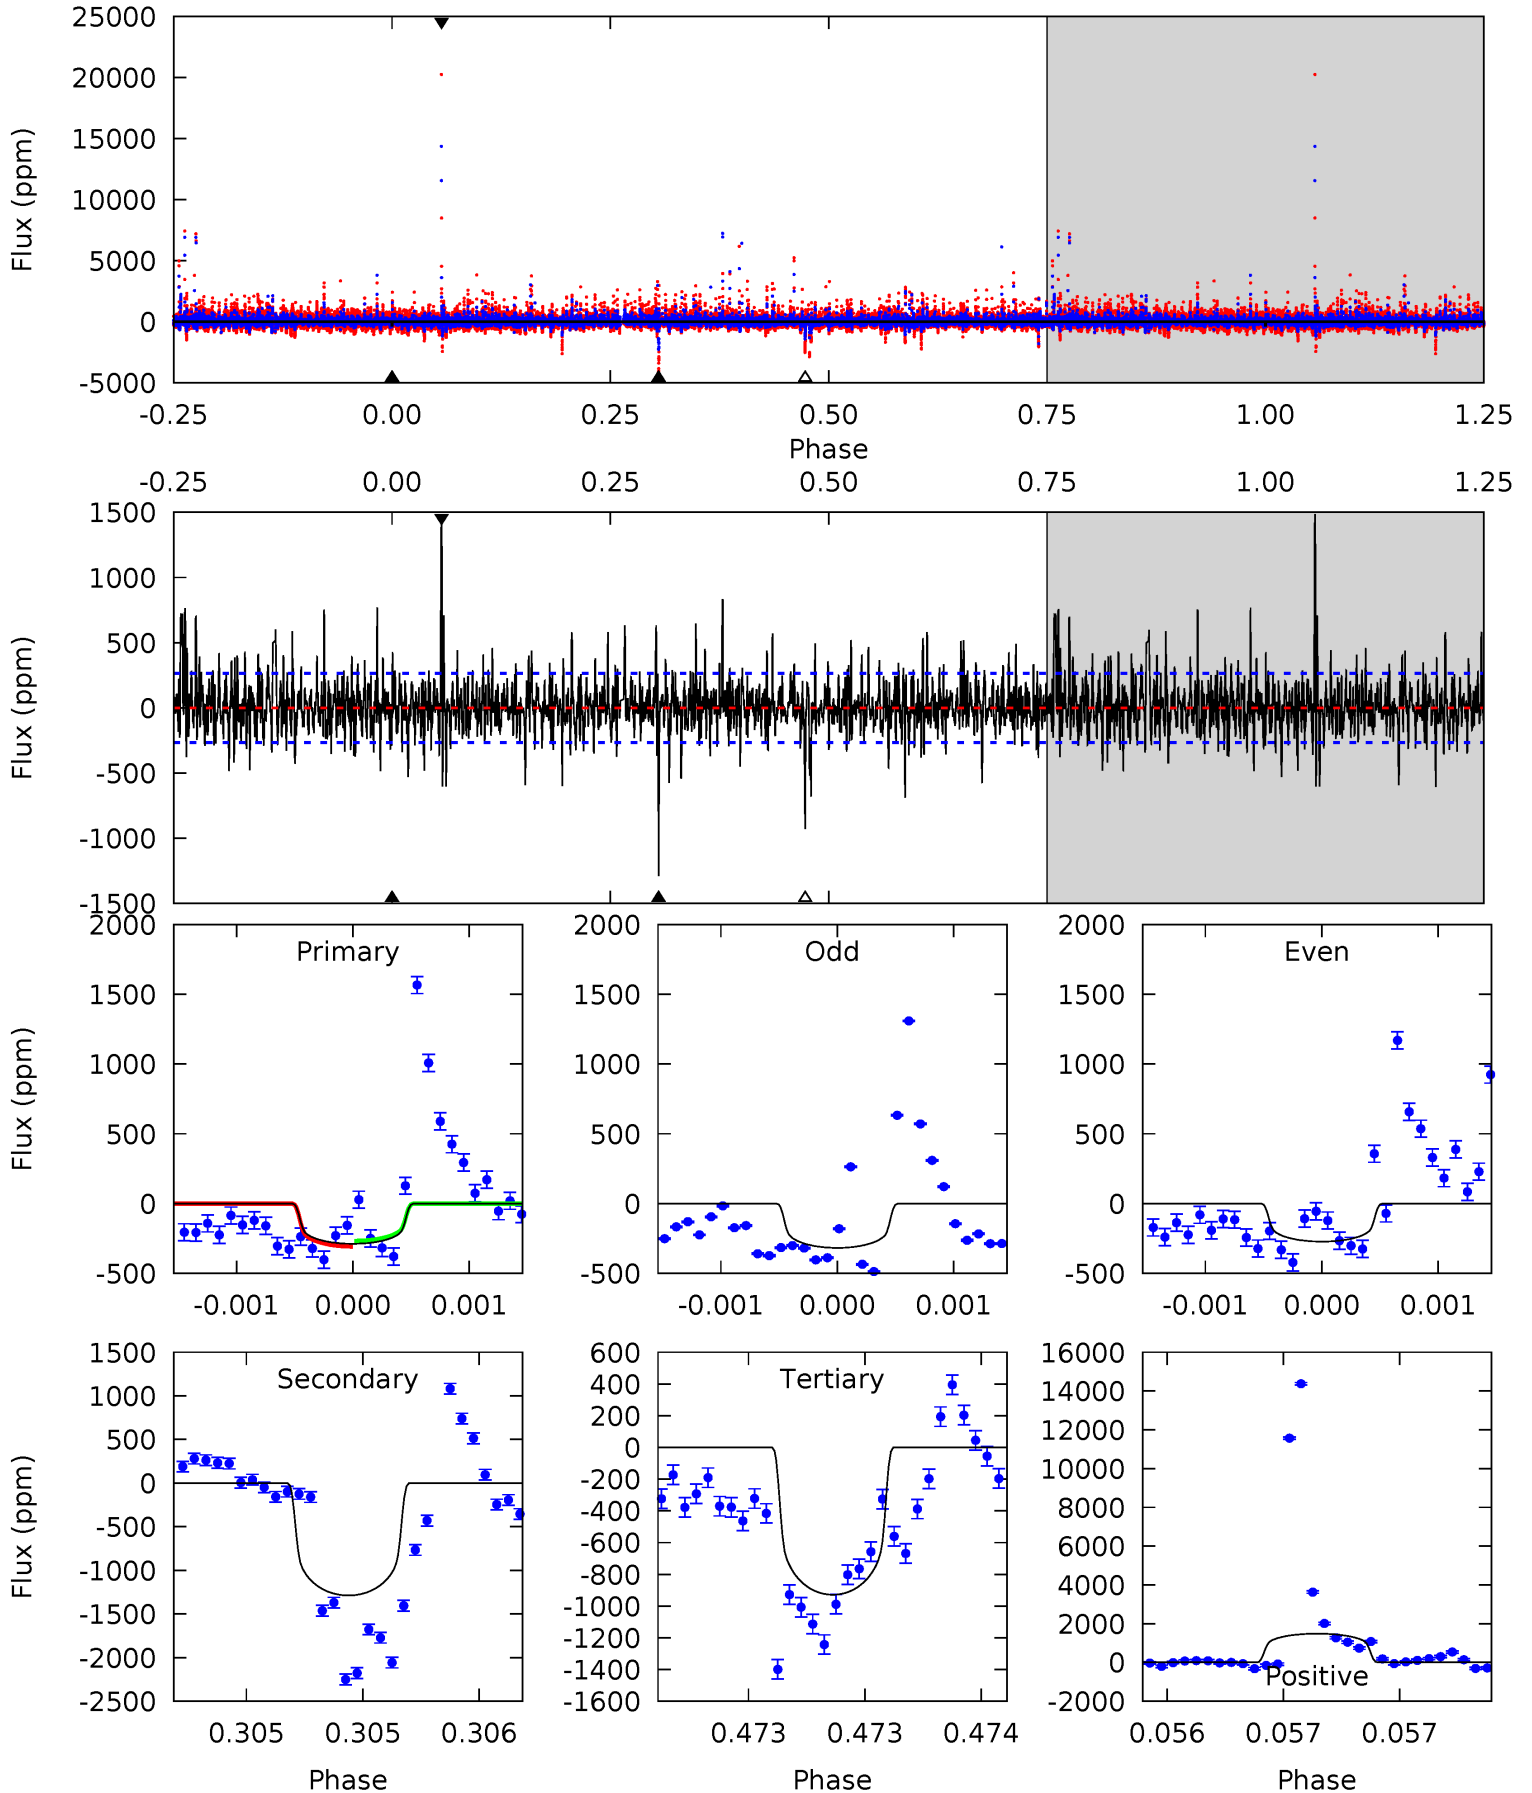 25000
20000
15000
10000
5000
0
-5000
Flux (ppm)
-0.25 0.00 0.25 0.50 0.75 1.00 1.25
Phase
-0.25 0.00 0.25 0.50 0.75 1.00 1.25
1500
1000
500
0
-500
-1000
-1500
Flux (ppm)
Primary
2000
1500
1000
500
0
-500
Flux (ppm)
-0.001 0.000 0.001
Odd
2000
1500
1000
500
0
-500
-0.001 0.000 0.001
Even
2000
1500
1000
500
0
-500
-0.001 0.000 0.001
Secondary
1500
1000
500
0
-500
-1000
-1500
-2000
-2500
Flux (ppm)
0.305 0.305 0.306
Phase
Tertiary
600
400
200
0
-200
-400
-600
-800
-1000
-1200
-1400
-1600
0.473 0.473 0.474
Phase
16000
14000
12000
10000
8000
6000
4000
2000
0
-2000
Positive
0.056 0.057 0.057
Phase